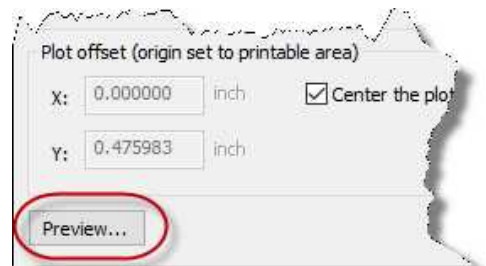 Plot offset (origin set to printable area)
X: 0.000000 inch Center the plot
Y: 0.475983 inch
Preview...